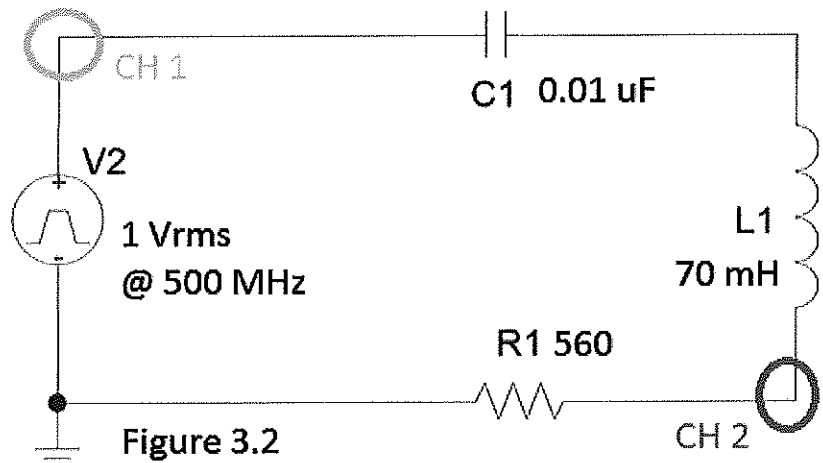 CH 1
C1 0.01 uF
V2
1 Vrms
@ 500 MHz
L1
70 mH
R1 560
CH 2
Figure 3.2